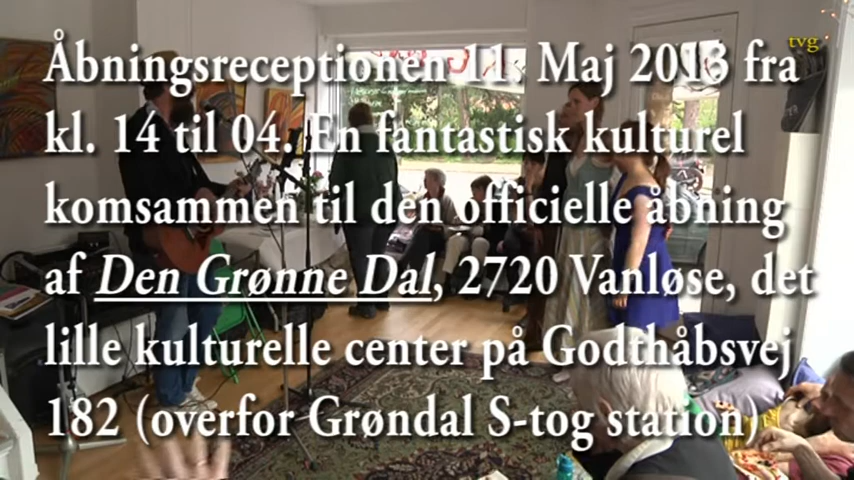 tvg
Åbningsreceptionen 11. Maj 2013 fra
kl. 14 til 04. En fantastisk kulturel
komsammen til den officielle åbning
af Den Grønne Dal, 2720 Vanløse, det
lille kulturelle center på Godthåbsvej
182 (overfor Grøndal S-tog station)